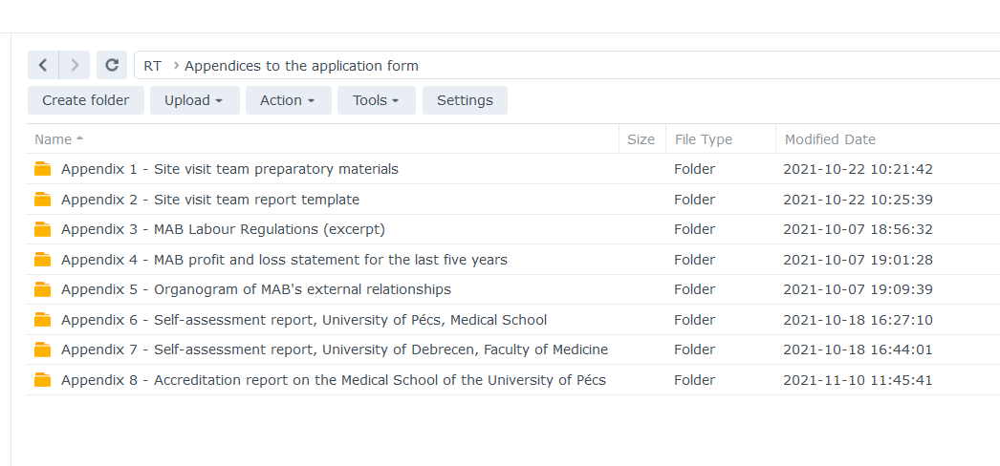 RT > Appendices to the application form
Create folder Upload Action Tools Settings
Name Size File Type Modified Date
Appendix 1 - Site visit team preparatory materials Folder 2021-10-22 10:21:42
Appendix 2 - Site visit team report template Folder 2021-10-22 10:25:39
Appendix 3 - MAB Labour Regulations (excerpt) Folder 2021-10-07 18:56:32
Appendix 4 - MAB profit and loss statement for the last five years Folder 2021-10-07 19:01:28
Appendix 5 - Organogram of MAB's external relationships Folder 2021-10-07 19:09:39
Appendix 6 - Self-assessment report, University of Pécs, Medical School Folder 2021-10-18 16:27:10
Appendix 7 - Self-assessment report, University of Debrecen, Faculty of Medicine Folder 2021-10-18 16:44:01
Appendix 8 - Accreditation report on the Medical School of the University of Pécs Folder 2021-11-10 11:45:41